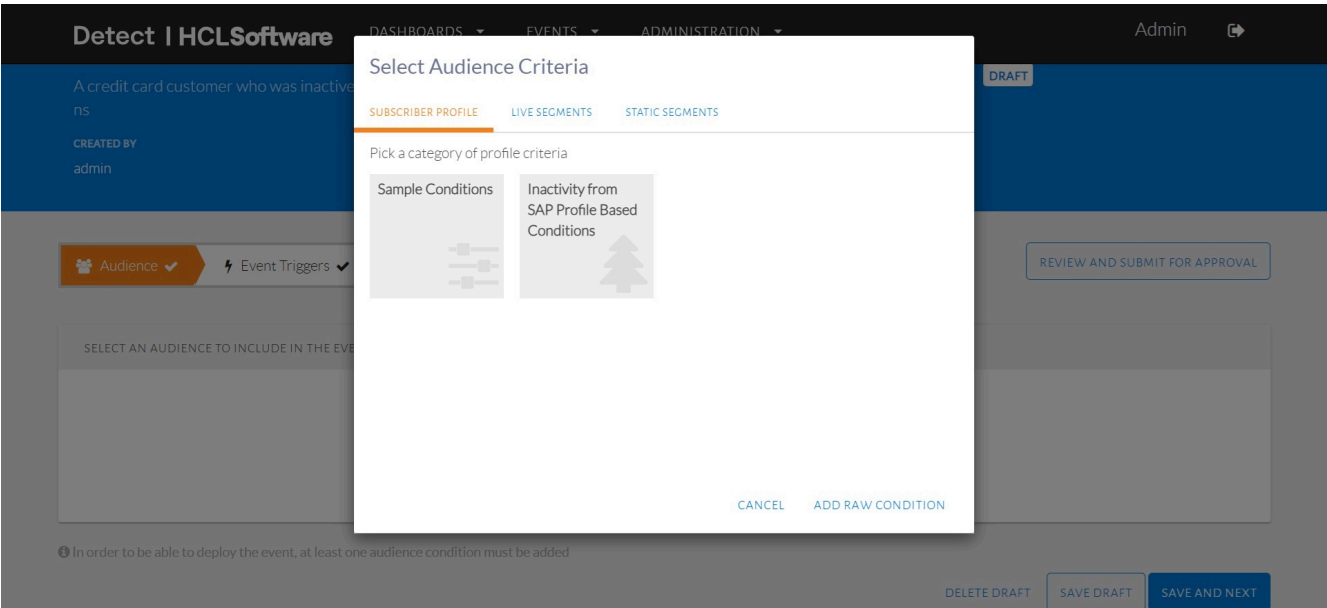 Detect | HCLSoftware
DASHBOARDS EVENTS ADMINISTRATION
Admin
A credit card customer who was inactive
ns
DRAFT
CREATED BY
admin
Select Audience Criteria
SUBSCRIBER PROFILE LIVE SEGMENTS STATIC SEGMENTS
Pick a category of profile criteria
Sample Conditions
Inactivity from
SAP Profile Based
Conditions
Audience
Event Triggers
REVIEW AND SUBMIT FOR APPROVAL
SELECT AN AUDIENCE TO INCLUDE IN THE EVE
CANCEL ADD RAW CONDITION
In order to be able to deploy the event, at least one audience condition must be added
DELETE DRAFT SAVE DRAFT SAVE AND NEXT